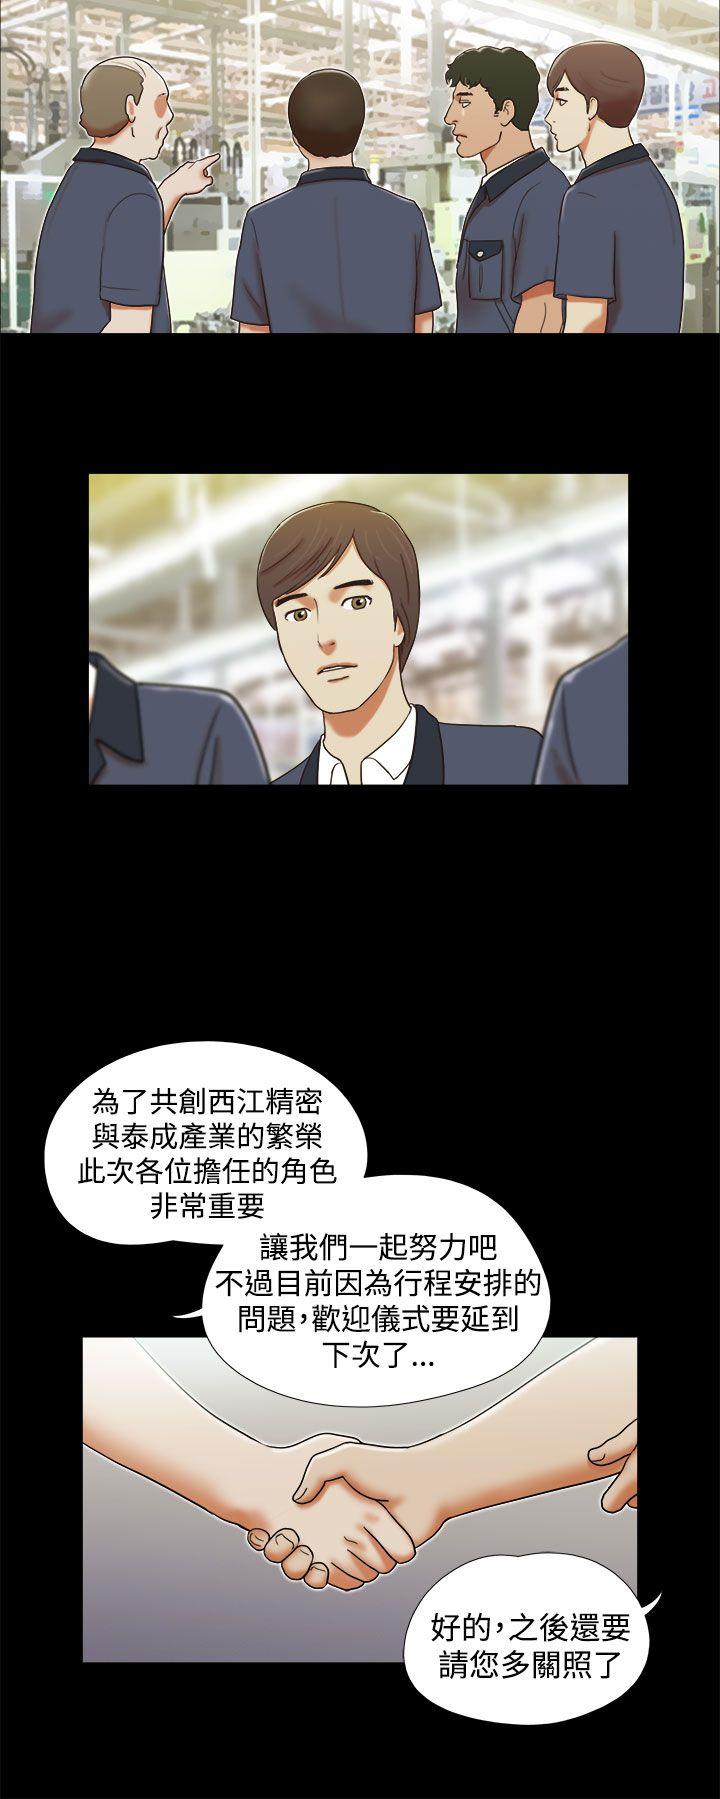 為了共創西江精密
與泰成產業的繁榮
此次各位擔任的角色
非常重要
讓我們一起努力吧
不過目前因為行程安排的
問題，歡迎儀式要延到
下次了...
好的，之後還要
請您多關照了